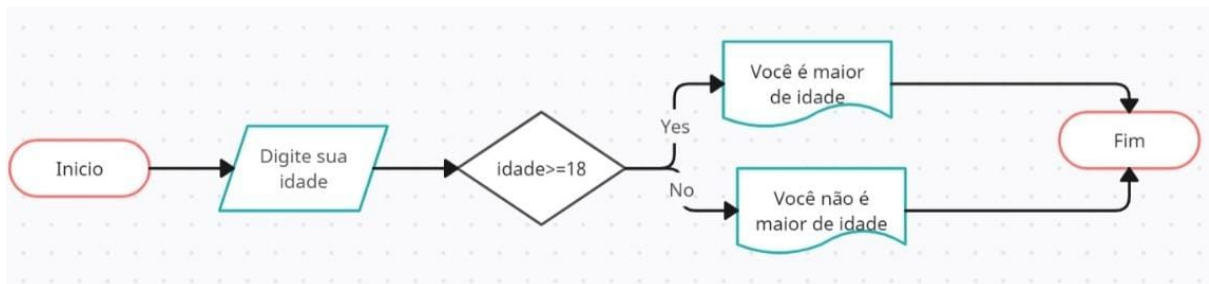 Inicio
Digite sua
idade
idade>=18
Yes
Você é maior
de idade
No
Você não é
maior de idade
Fim